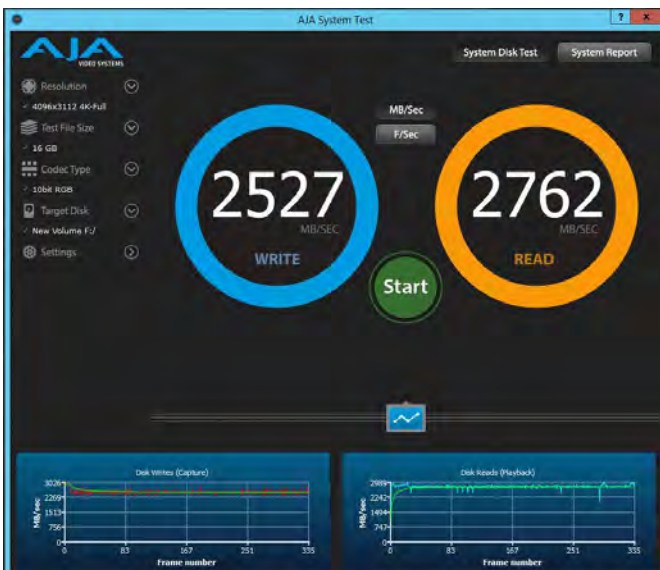 AJA System Test
? x
AJA
VIDEO SYSTEMS
System Disk Test
System Report
Resolution
✓ 4096x3112 4K-Full
Test File Size
✓ 16 GB
Codec Type
✓ 10bit RGB
Target Disk
✓ New Volume F:/
Settings
MB/Sec
F/Sec
2527
MB/SEC
WRITE
2762
MB/SEC
READ
Start
Disk Writes (Capture)
MB/sec
3026
2269
1513
756
0
0 83 167 251 335
Frame number
Disk Reads (Playback)
MB/sec
2989
2242
1494
747
0
0 83 167 251 335
Frame number